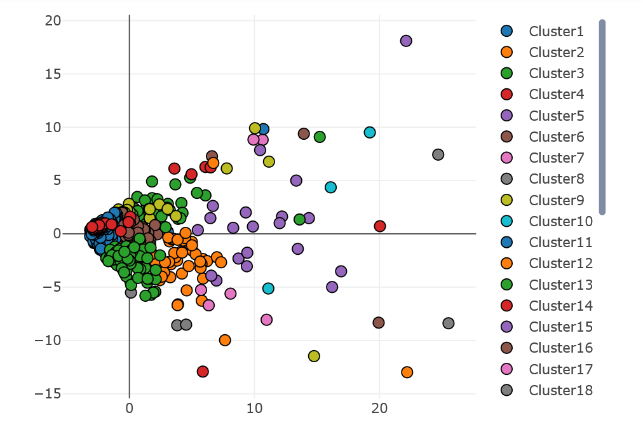 20
15
10
5
0
−5
−10
−15
0
10
20
Cluster1
Cluster2
Cluster3
Cluster4
Cluster5
Cluster6
Cluster7
Cluster8
Cluster9
Cluster10
Cluster11
Cluster12
Cluster13
Cluster14
Cluster15
Cluster16
Cluster17
Cluster18